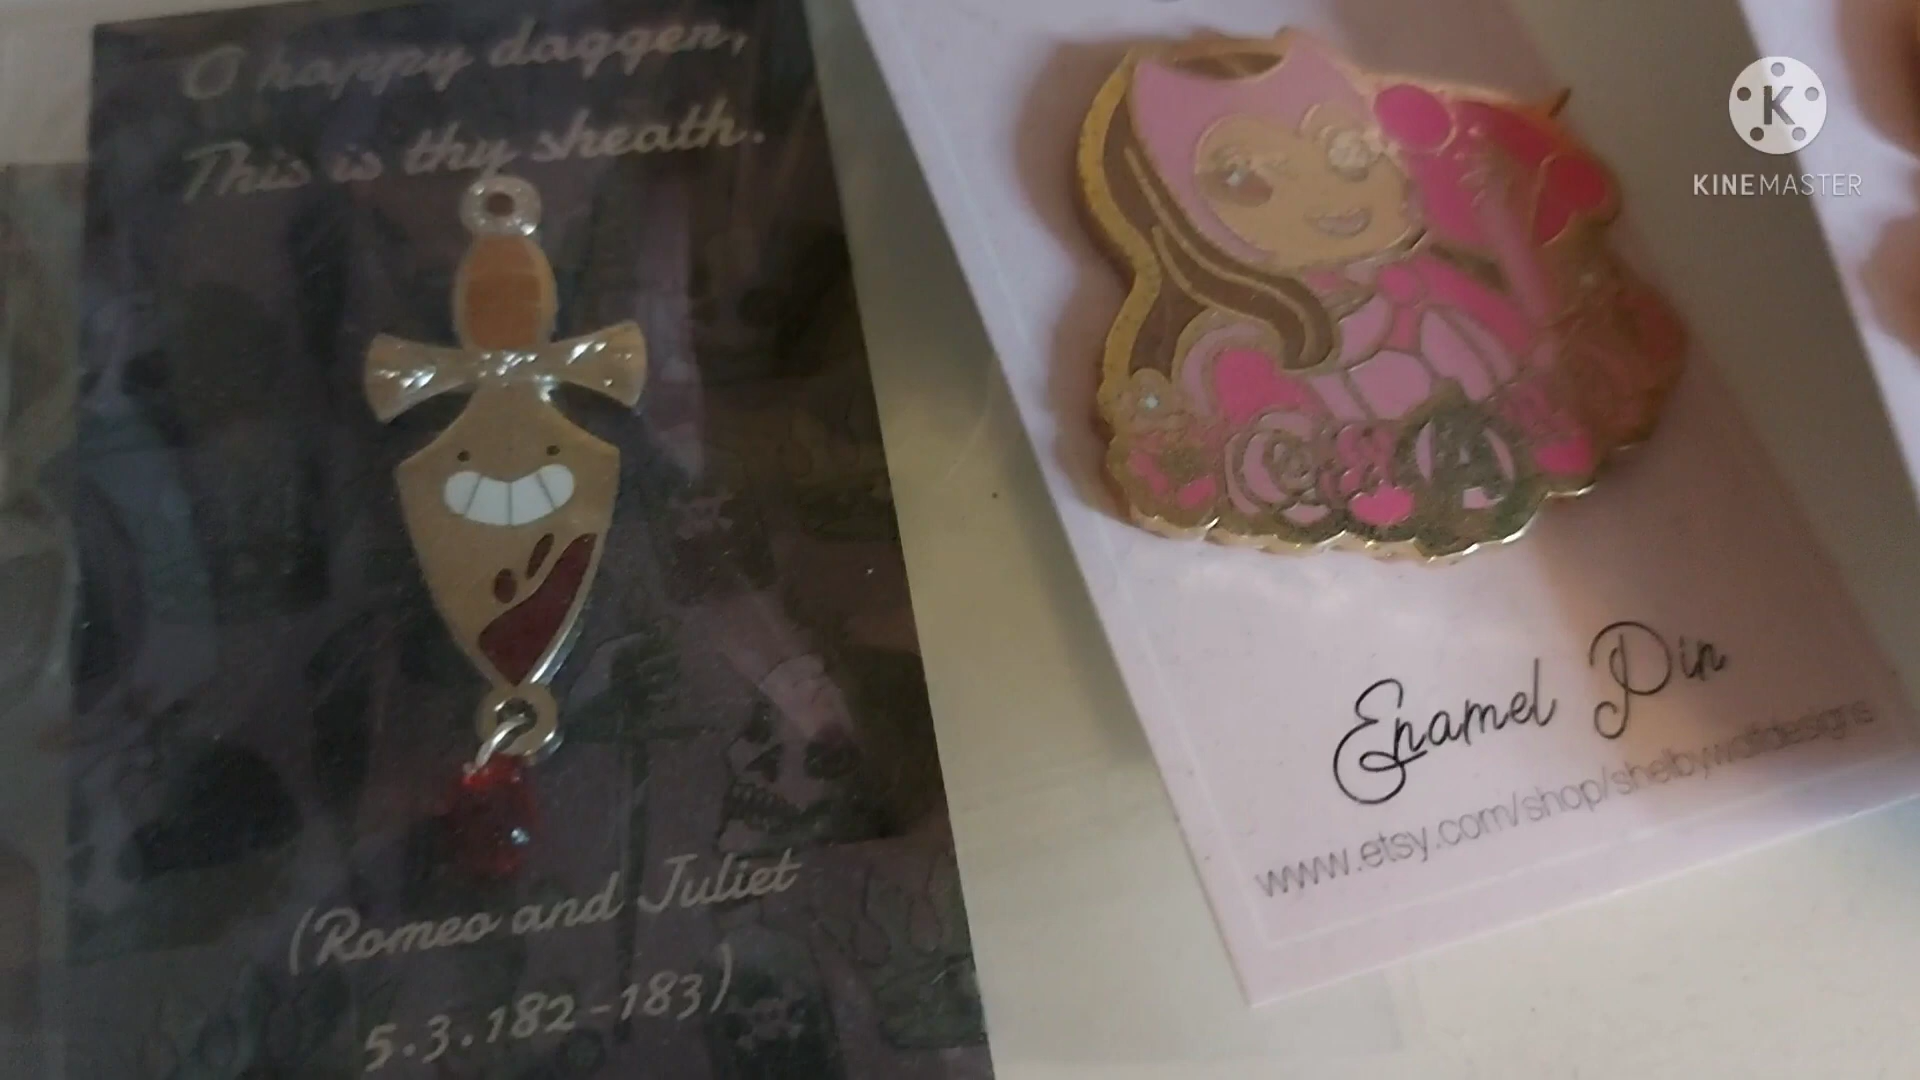 O happy dagger,
This is thy sheath.
(Romeo and Juliet
5.3.182-183)
Enamel Pin
www.etsy.com/shop/shelbywolfdesigns
K
KINEMASTER